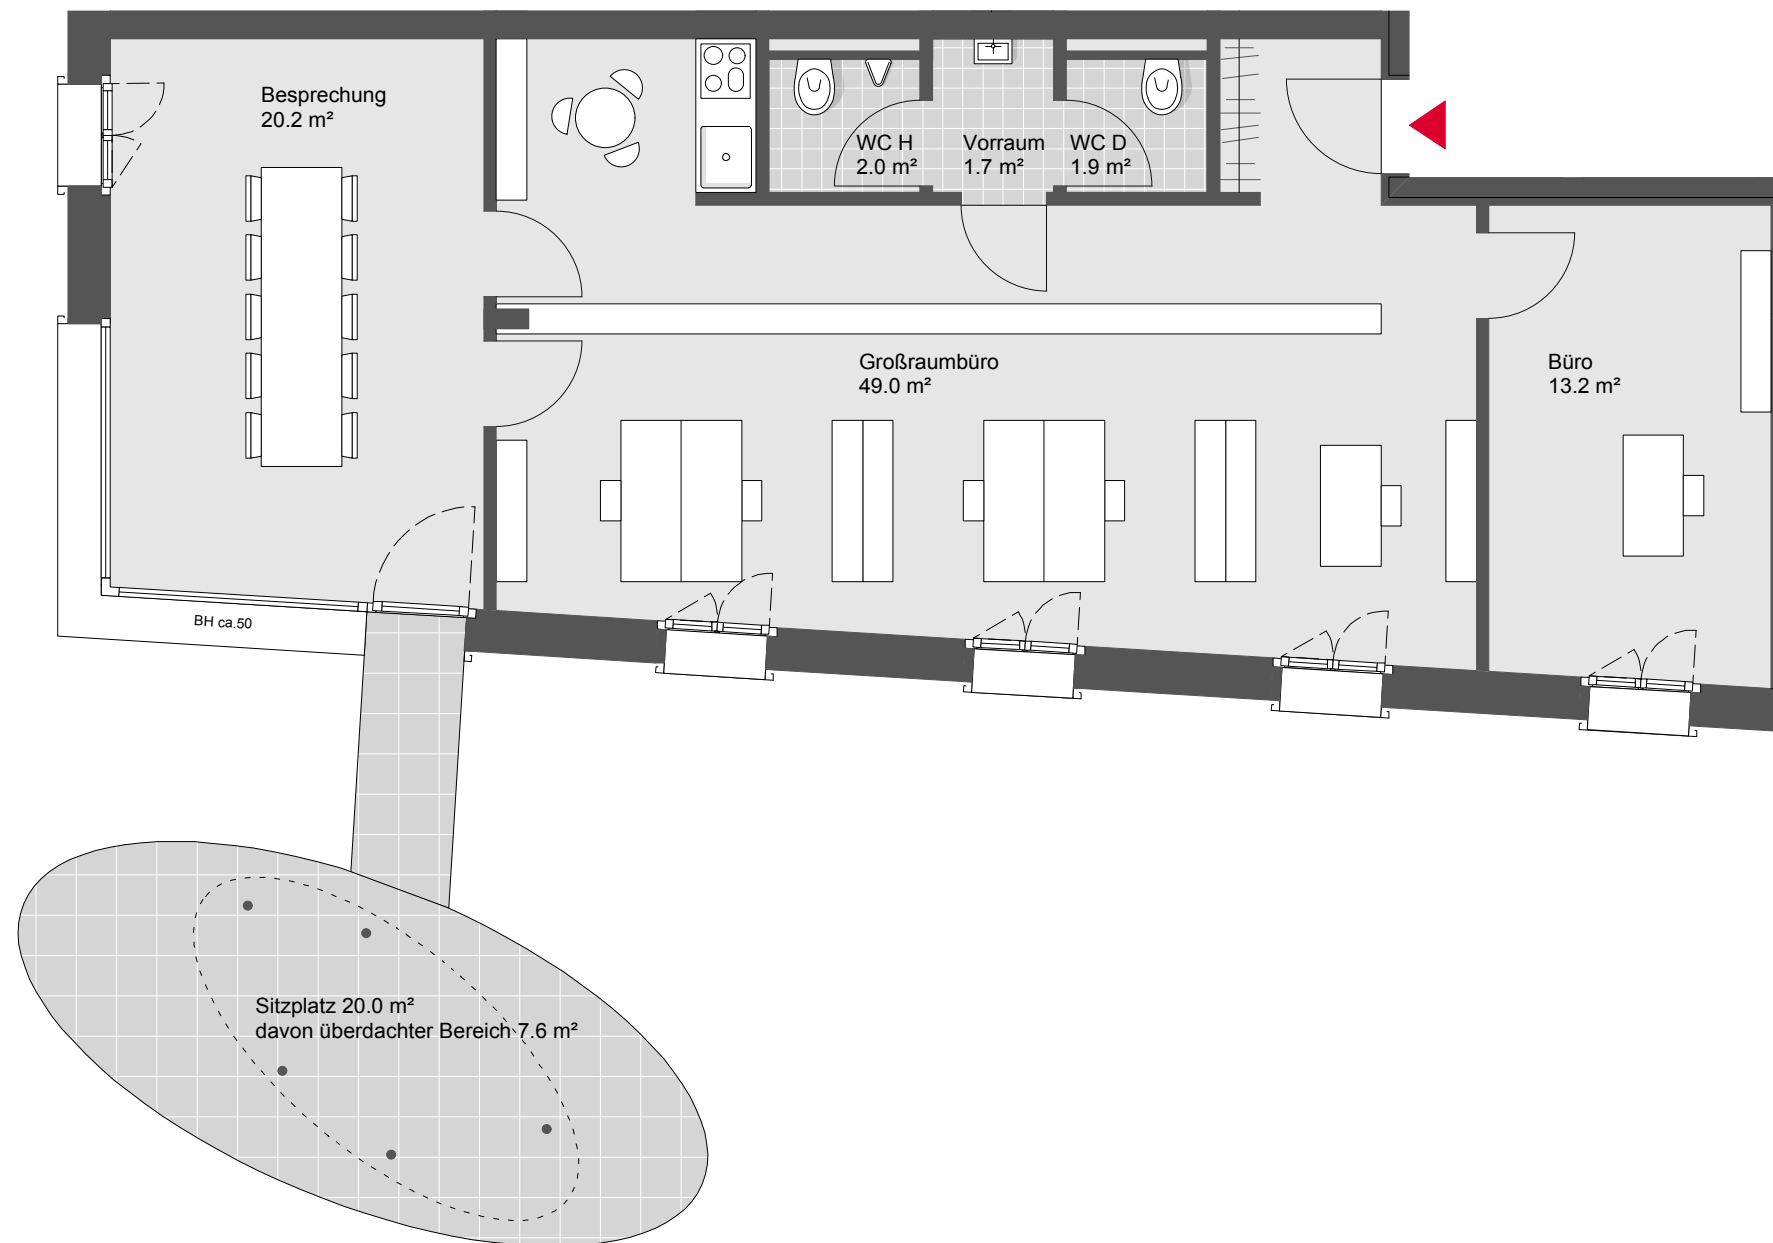 Besprechung
20.2 m²
WC H
2.0 m²
Vorraum
1.7 m²
WC D
1.9 m²
Großraumbüro
49.0 m²
Büro
13.2 m²
BH ca.50
Sitzplatz 20.0 m²
davon überdachter Bereich 7.6 m²